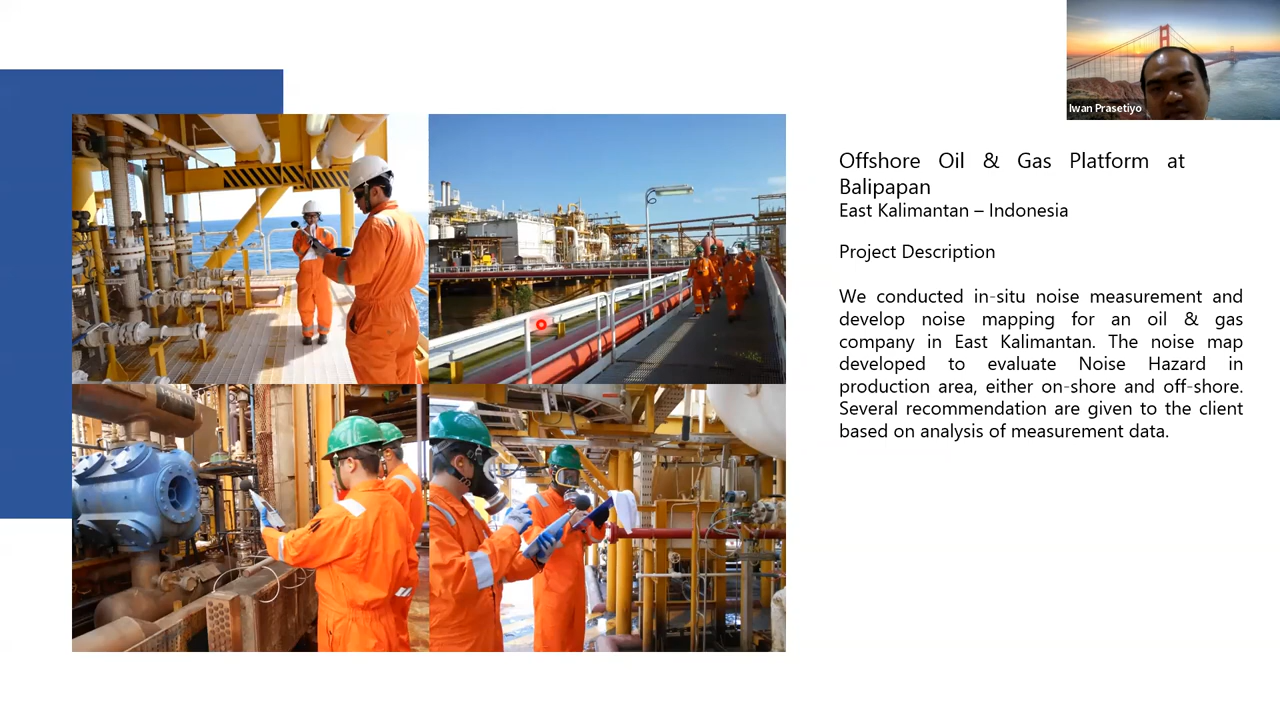 Iwan Prasetiyo
Offshore Oil & Gas Platform at
Balipapan
East Kalimantan – Indonesia
Project Description
We conducted in-situ noise measurement and
develop noise mapping for an oil & gas
company in East Kalimantan. The noise map
developed to evaluate Noise Hazard in
production area, either on-shore and off-shore.
Several recommendation are given to the client
based on analysis of measurement data.